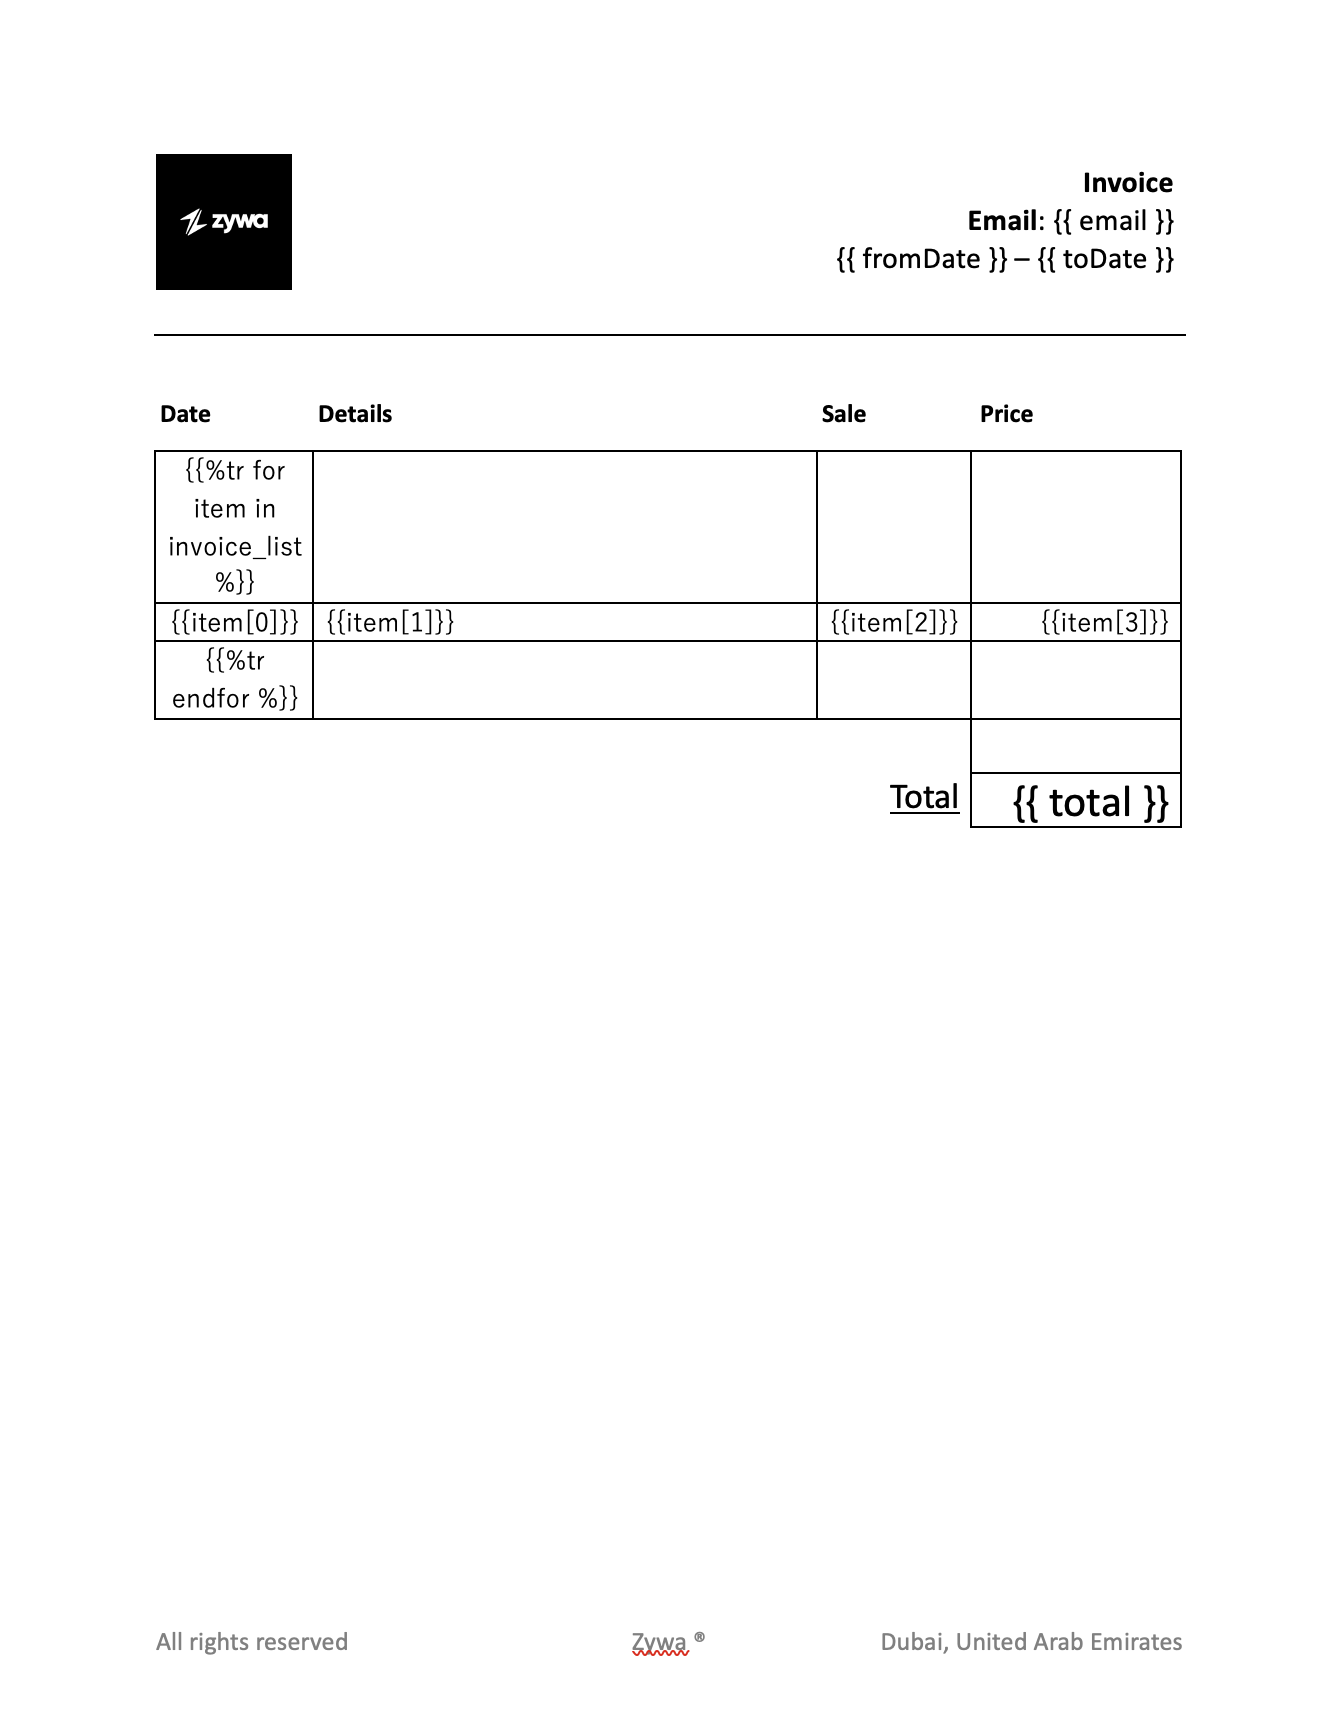 zywa
Invoice
Email: {{ email }}
{{ fromDate }} – {{ toDate }}
Date Details Sale Price
{{%tr for
item in
invoice_list
%}}
{{item[0]}} {{item[1]}} {{item[2]}} {{item[3]}}
{{%tr
endfor %}}
Total {{ total }}
All rights reserved Zywa ® Dubai, United Arab Emirates